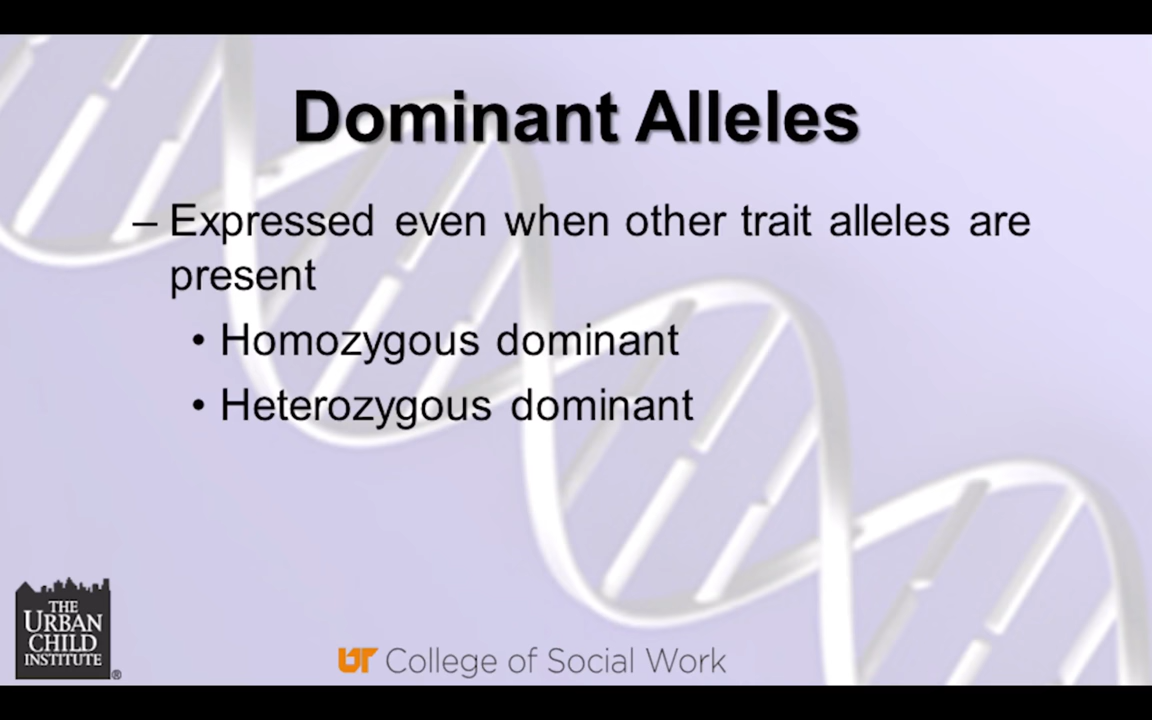 Dominant Alleles
– Expressed even when other trait alleles are
present
• Homozygous dominant
• Heterozygous dominant
THE
URBAN
CHILD
INSTITUTE®
UT College of Social Work